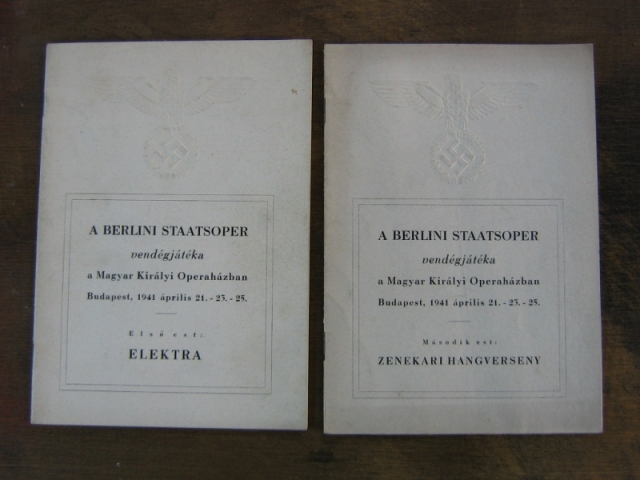 A BERLINI STAATSOPER
vendégjátéka
a Magyar Királyi Operaházban
Budapest, 1941 április 21. - 23. - 25.
Első est:
ELEKTRA
A BERLINI STAATSOPER
vendégjátéka
a Magyar Királyi Operaházban
Budapest, 1941 április 21. - 23. - 25.
Második est:
ZENEKARI HANGVERSENY